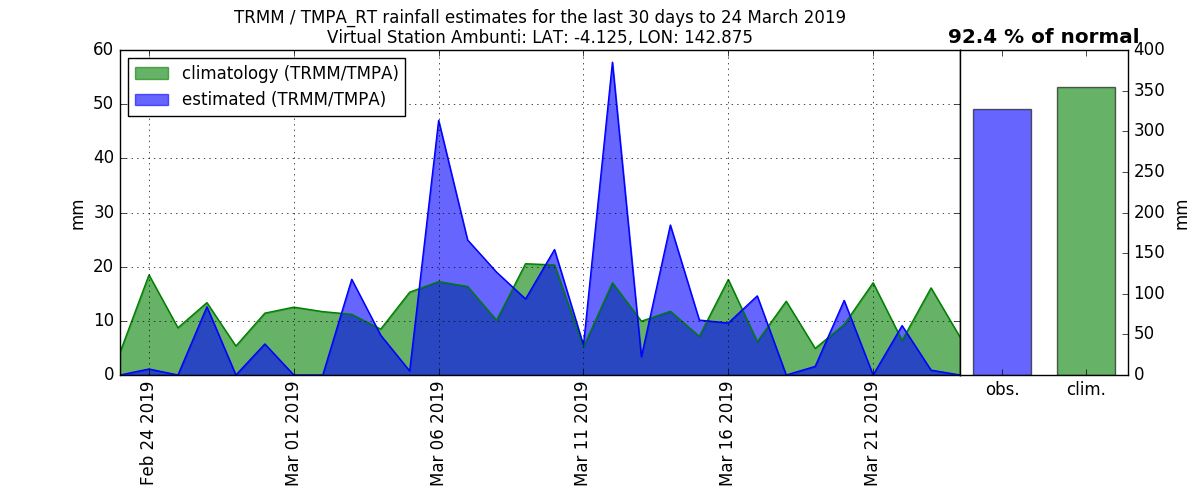 TRMM / TMPA_RT rainfall estimates for the last 30 days to 24 March 2019
Virtual Station Ambunti: LAT: -4.125, LON: 142.875
92.4 % of normal
climatology (TRMM/TMPA)
estimated (TRMM/TMPA)
60
50
40
30
20
10
0
mm
Feb 24 2019
Mar 01 2019
Mar 06 2019
Mar 11 2019
Mar 16 2019
Mar 21 2019
obs.
clim.
400
350
300
250
200
150
100
50
0
mm